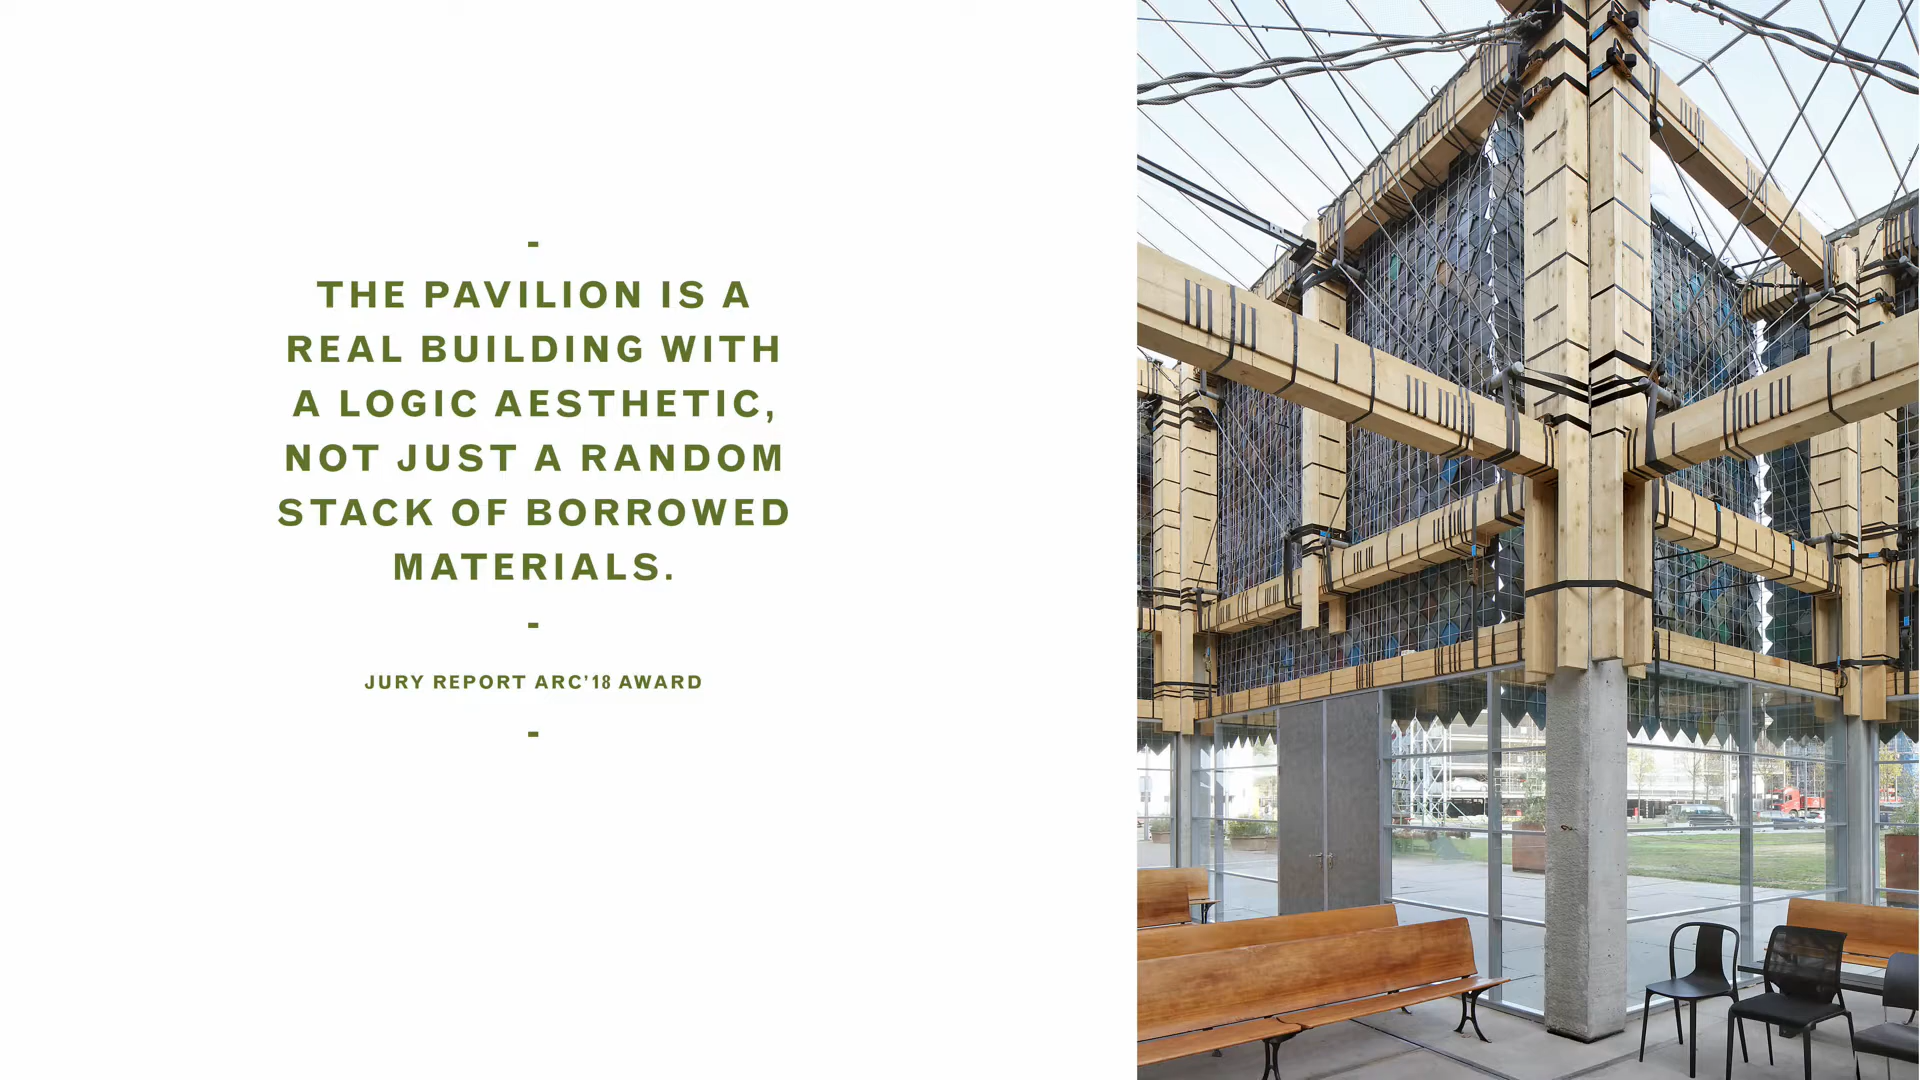 -
THE PAVILION IS A
REAL BUILDING WITH
A LOGIC AESTHETIC,
NOT JUST A RANDOM
STACK OF BORROWED
MATERIALS.
-
JURY REPORT ARC'18 AWARD
-